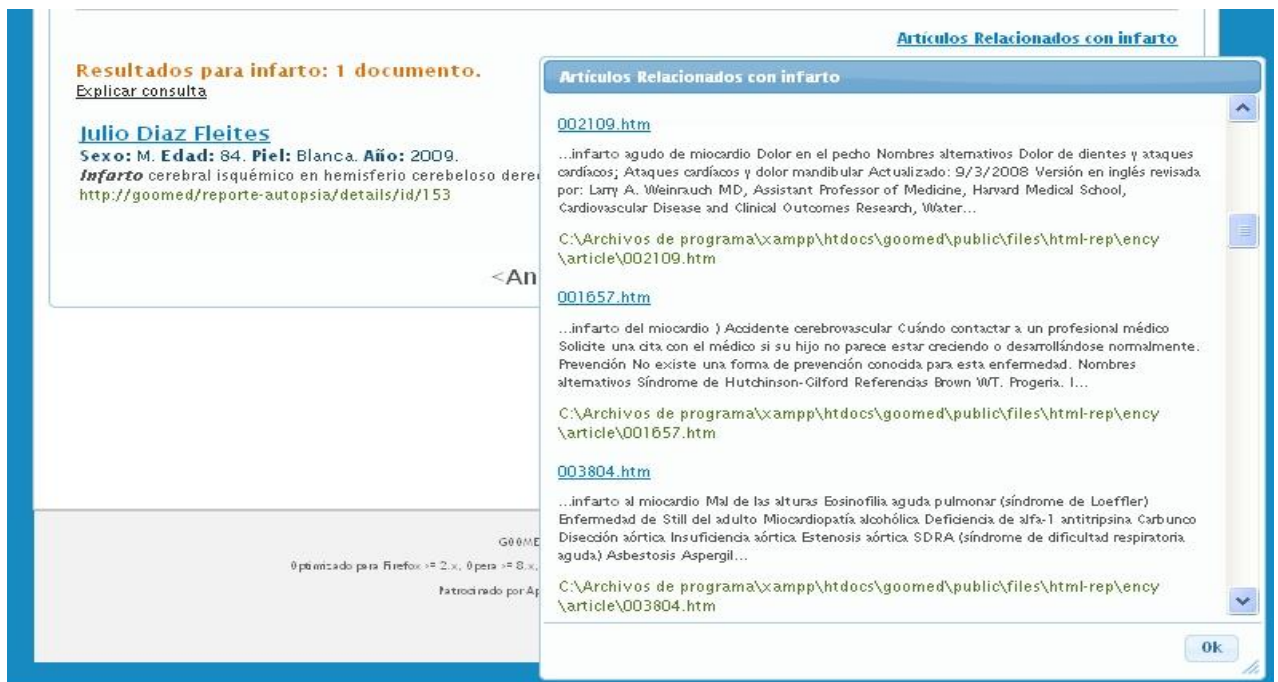 Artículos Relacionados con infarto
Resultados para infarto: 1 documento.
Explicar consulta
Julio Diaz Fleites
Sexo: M. Edad: 84. Piel: Blanca. Año: 2009.
Infarto cerebral isquémico en hemisferio cerebeloso dere
http://goomed/reporte-autopsia/details/id/153
<An
Artículos Relacionados con infarto
002109.htm
...infarto agudo de miocardio Dolor en el pecho Nombres alternativos Dolor de dientes y ataques
cardíacos; Ataques cardíacos y dolor mandibular Actualizado: 9/3/2008 Versión en inglés revisada
por: Larry A. Weinrauch MD, Assistant Professor of Medicine, Harvard Medical School,
Cardiovascular Disease and Clinical Outcomes Research, Water...
C:\Archivos de programa\xampp\htdocs\goomed\public\files\html-rep\ency
\article\002109.htm
001657.htm
...infarto del miocardio ) Accidente cerebrovascular Cuándo contactar a un profesional médico
Solicite una cita con el médico si su hijo no parece estar creciendo o desarrollándose normalmente.
Prevención No existe una forma de prevención conocida para esta enfermedad. Nombres
alternativos Síndrome de Hutchinson-Gilford Referencias Brown WT. Progeria. I...
C:\Archivos de programa\xampp\htdocs\goomed\public\files\html-rep\ency
\article\001657.htm
003804.htm
...infarto al miocardio Mal de las alturas Eosinofilia aguda pulmonar (síndrome de Loeffler)
Enfermedad de Still del adulto Miocardiopatía alcohólica Deficiencia de alfa-1 antitripsina Carbunco
Disección aórtica Insuficiencia aórtica Estenosis aórtica SDRA (síndrome de dificultad respiratoria
aguda) Asbestosis Aspergil...
C:\Archivos de programa\xampp\htdocs\goomed\public\files\html-rep\ency
\article\003804.htm
Ok
GOOME
Optimizado para Firefox >= 2.x, Opera >= 8.x,
Patrocinado por Ap